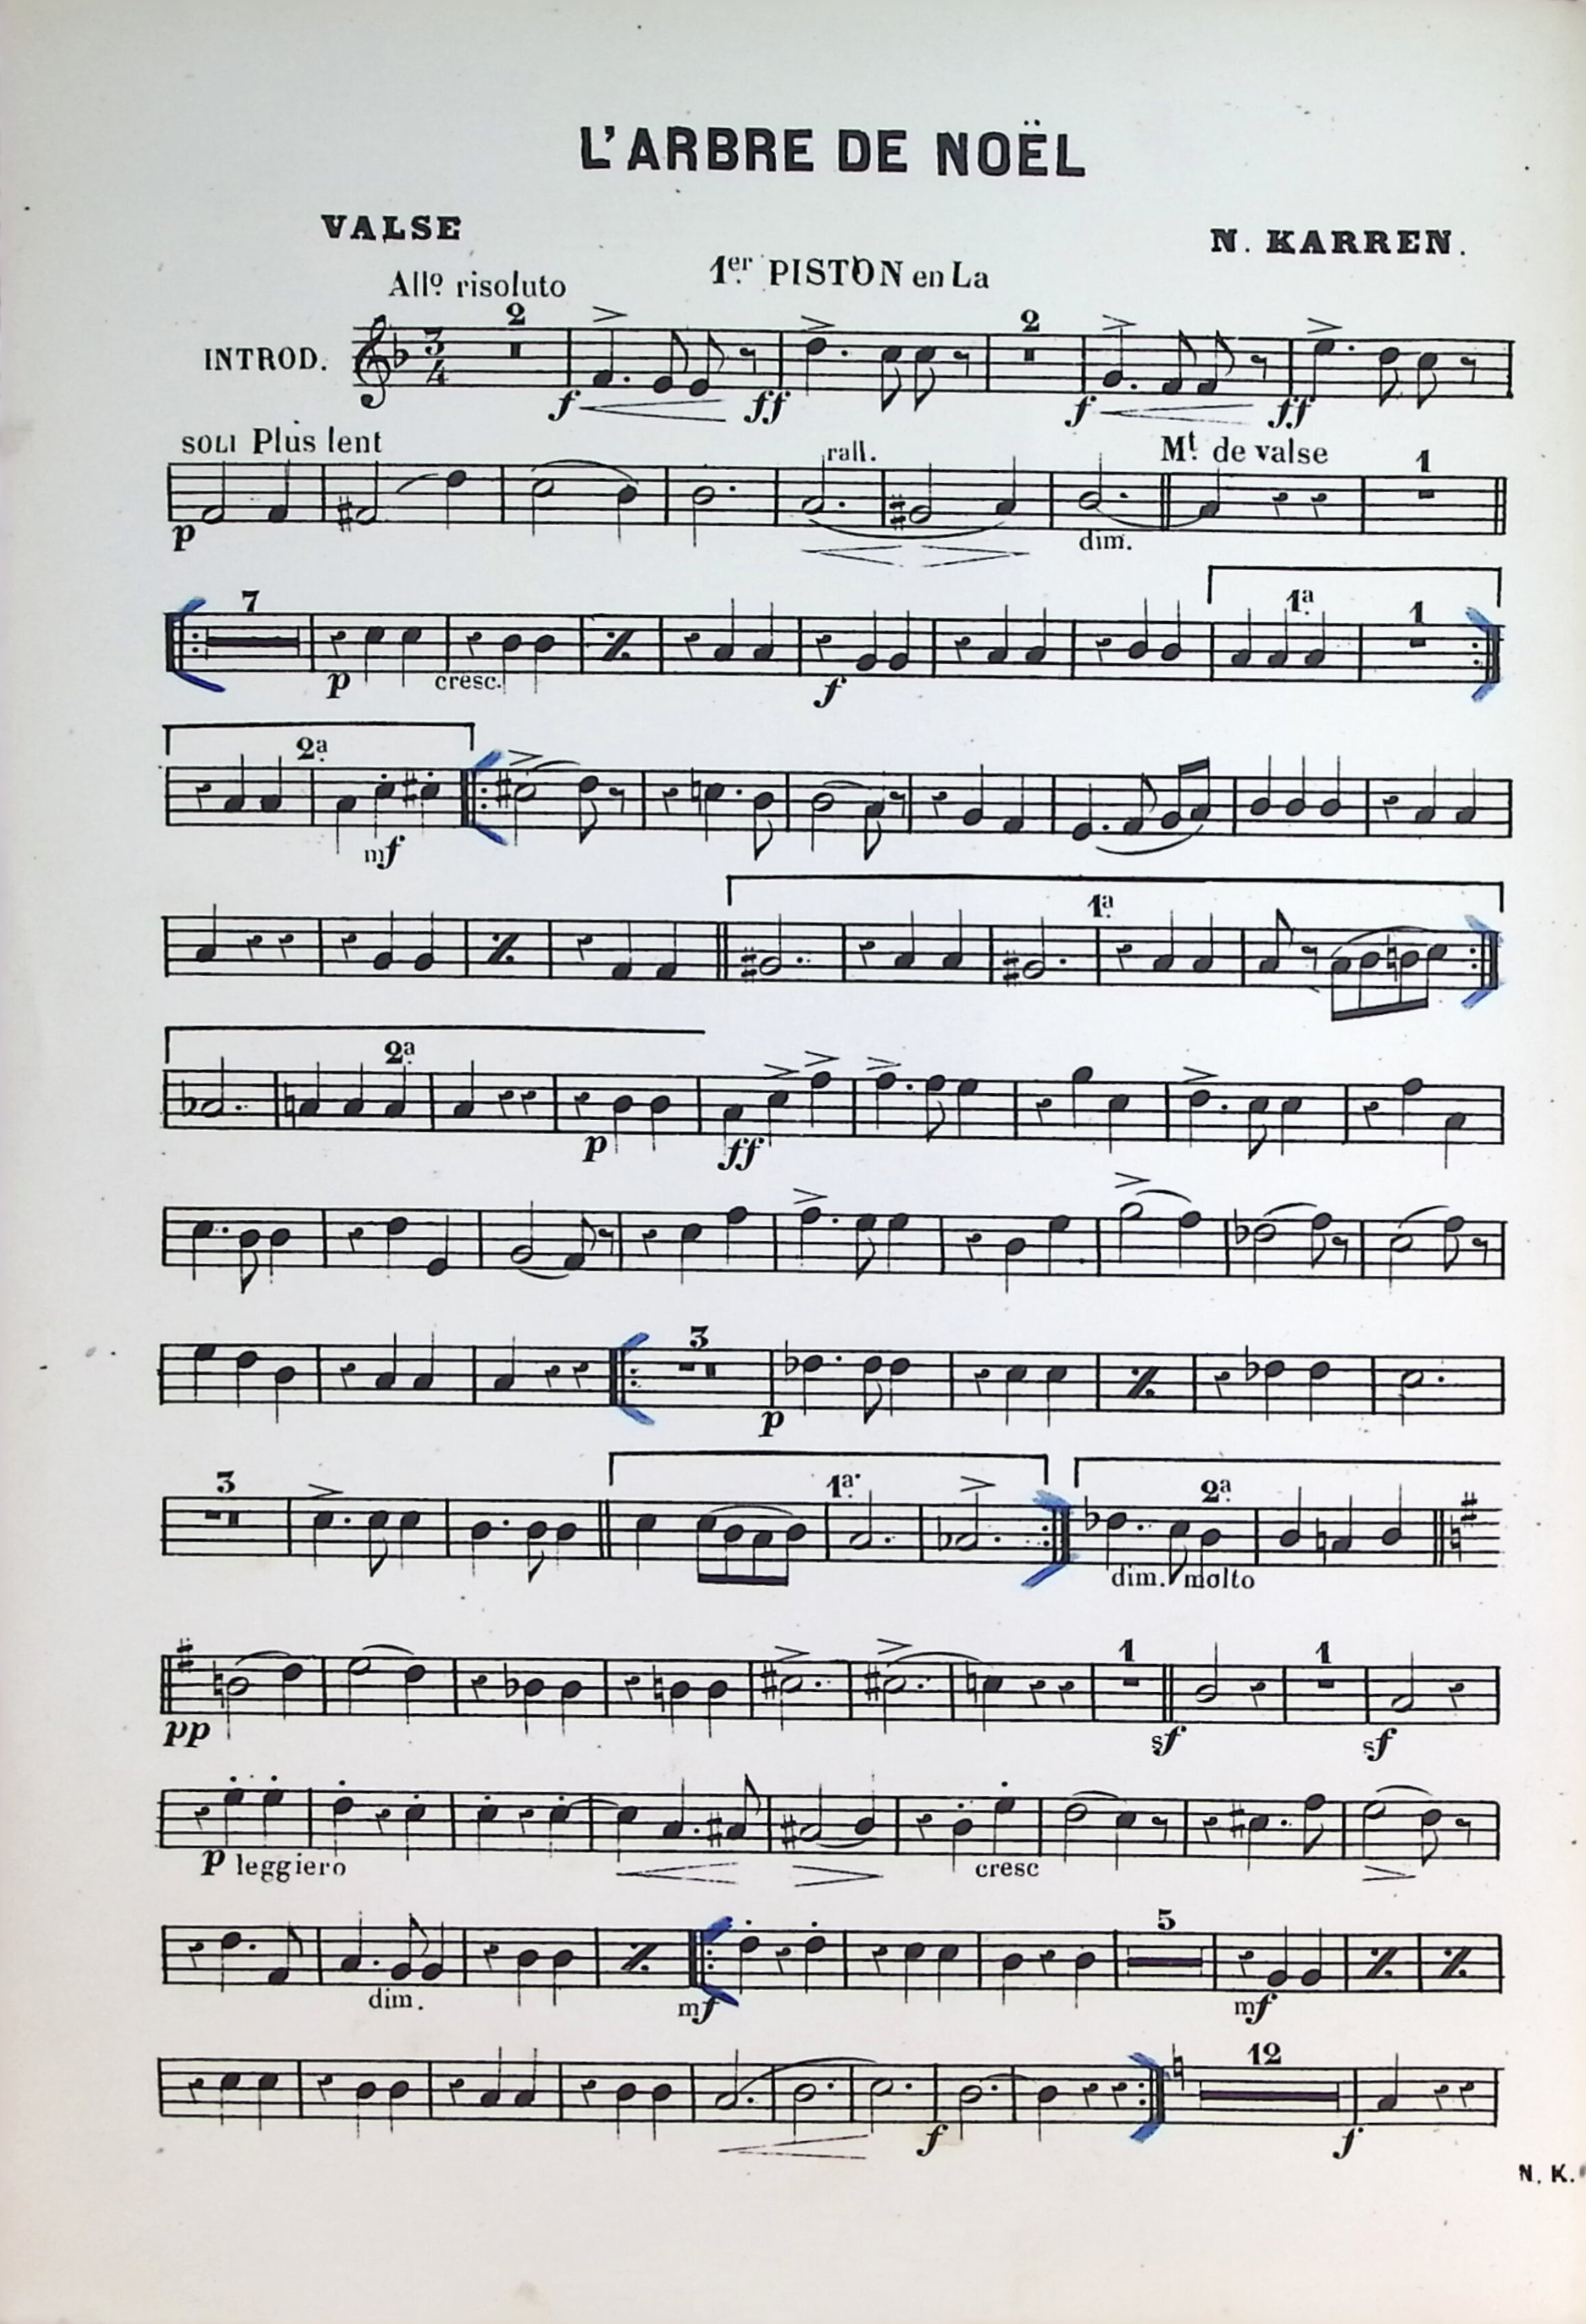 L'ARBRE DE NOËL
VALSE
N. KARREN.
1er PISTON en La
Allº risoluto
INTROD.
2 2
3
4
f ff f ff
SOLI Plus lent rall. Mt. de valse 1
p dim.
7 1a 1
p cresc. f
2a
mf
1a
2a
p ff
3
p
3 1a 2a
dim. molto
1 1
pp sf sf
p leggiero cresc
5
dim. mf mf
12
f f
N. K.